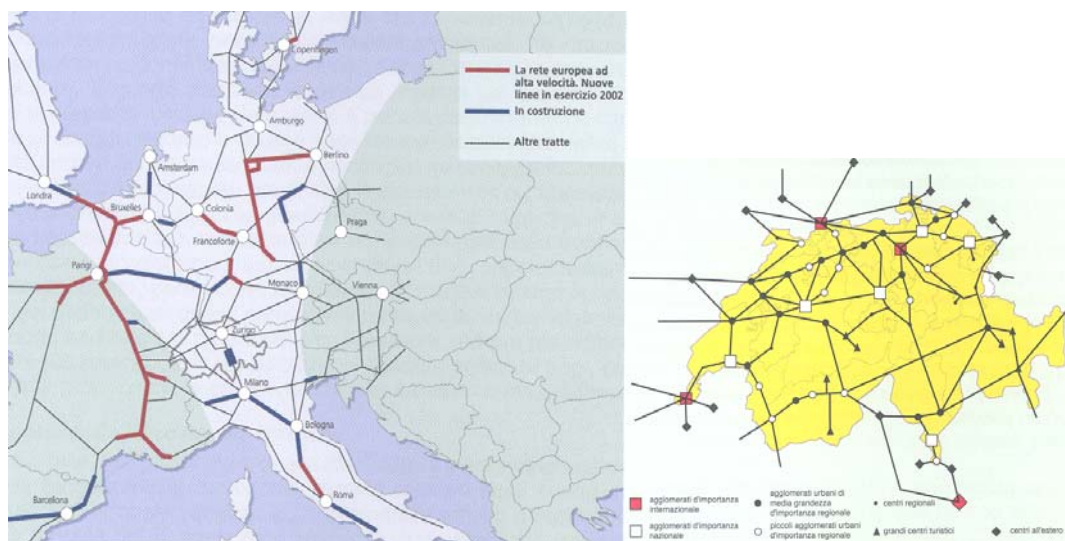 Copenhagen
La rete europea ad
alta velocità. Nuove
linee in esercizio 2002
In costruzione
Altre tratte
Amburgo
Berlino
Amsterdam
Londra
Bruxelles
Colonia
Praga
Francoforte
Parigi
Monaco
Vienna
Zurigo
Milano
Bologna
Barcellona
Roma
agglomerati d'importanza
internazionale
agglomerati urbani di
media grandezza
d'importanza regionale
centri regionali
agglomerati d'importanza
nazionale
piccoli agglomerati urbani
d'importanza regionale
grandi centri turistici
centri all'estero